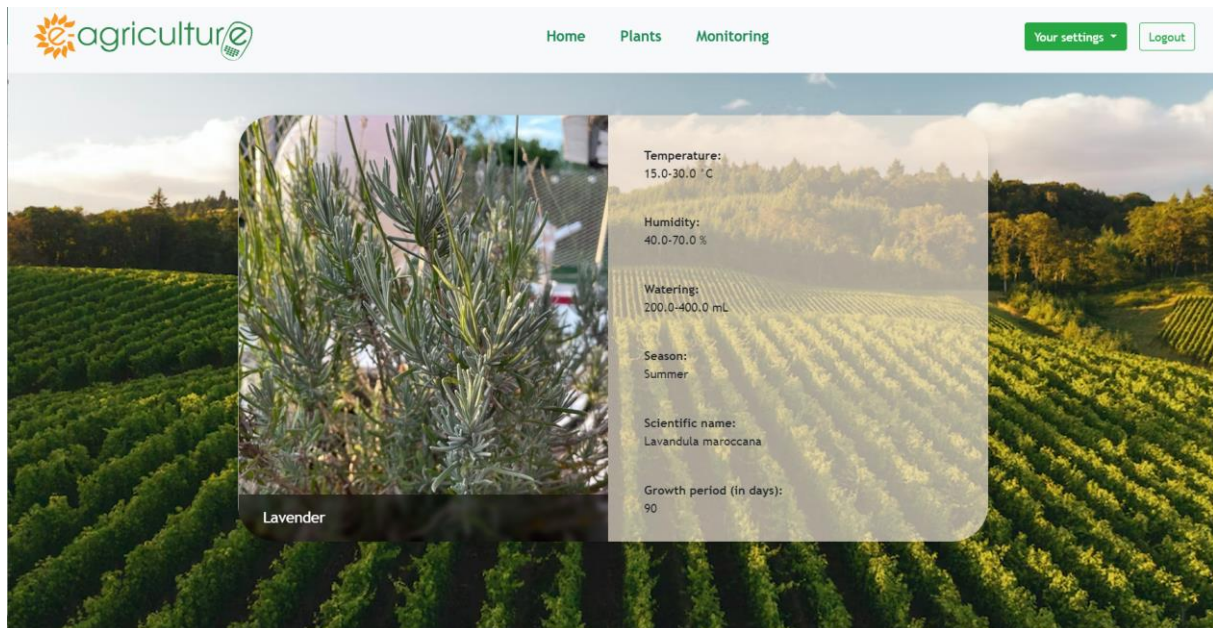 e-agriculture
Home Plants Monitoring
Your settings Logout
Lavender
Temperature:
15.0-30.0 °C
Humidity:
40.0-70.0 %
Watering:
200.0-400.0 mL
Season:
Summer
Scientific name:
Lavandula maroccana
Growth period (in days):
90